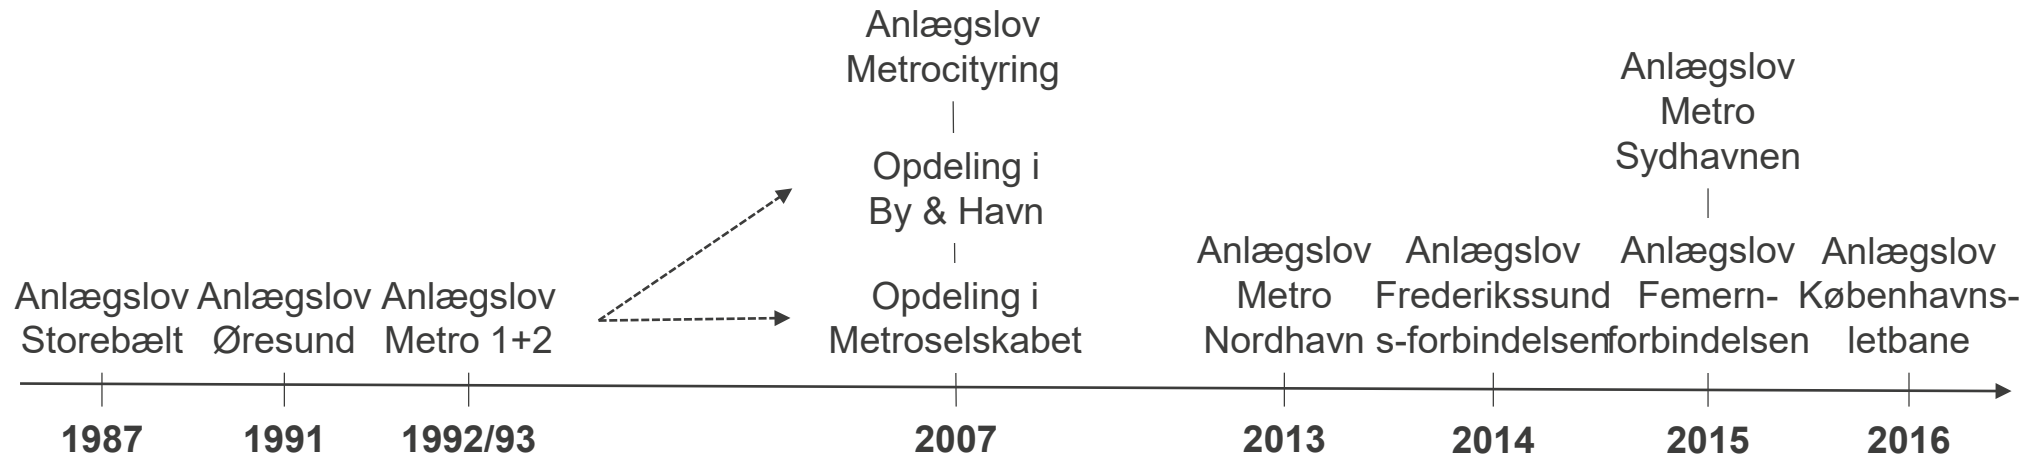 Anlægslov
Storebælt
1987
Anlægslov
Øresund
1991
Anlægslov
Metro 1+2
1992/93
Anlægslov
Metrocityring
Opdeling i
By & Havn
Opdeling i
Metroselskabet
2007
Anlægslov
Metro
Nordhavn
2013
Anlægslov
Frederikssund
s-forbindelsen
2014
Anlægslov
Metro
Sydhavnen
Anlægslov
Femern-
forbindelsen
2015
Anlægslov
Københavns-
letbane
2016